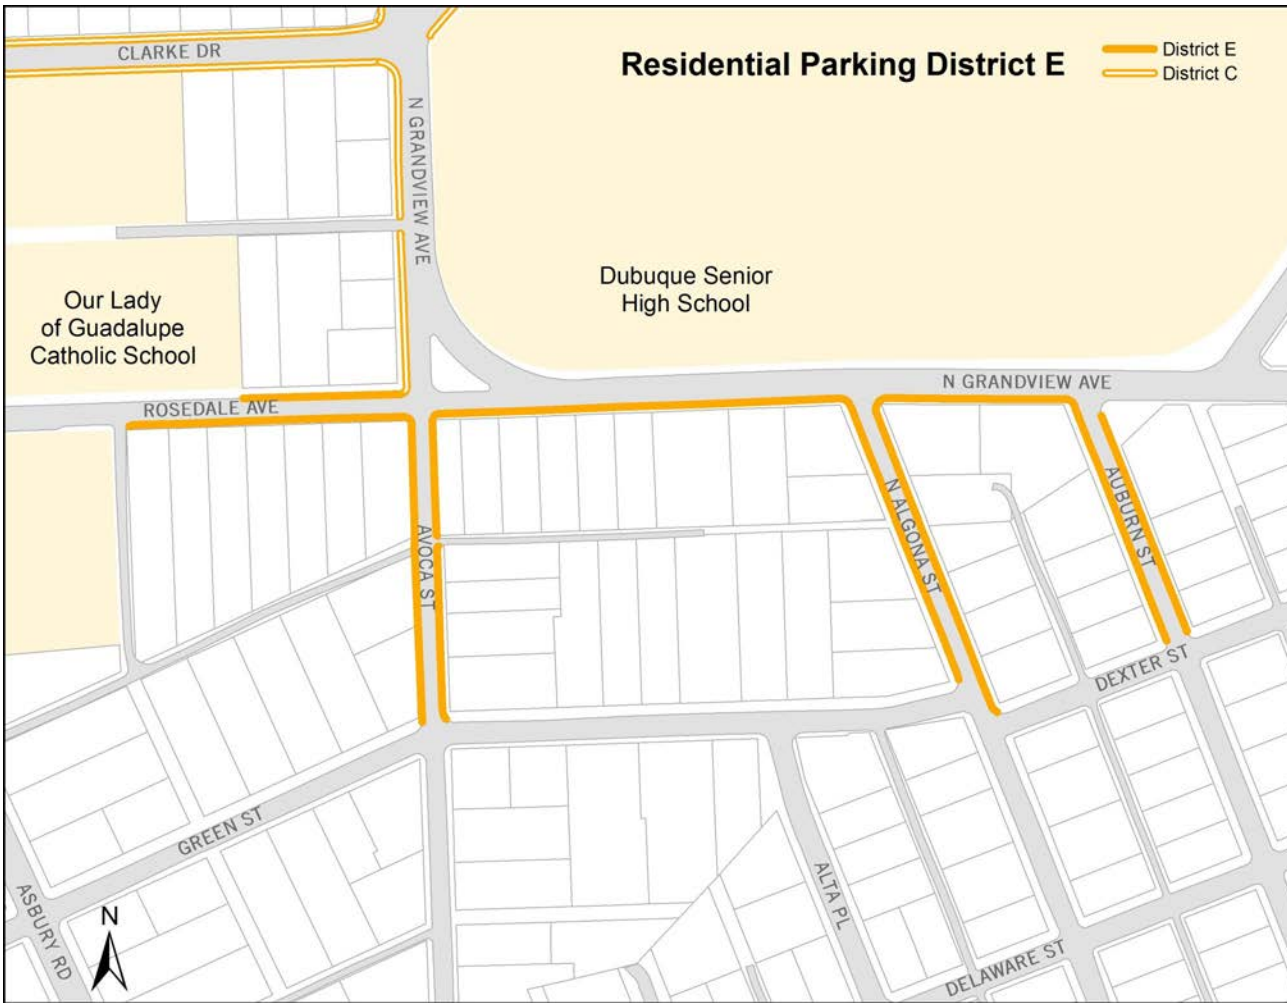 CLARKE DR
Residential Parking District E
District E
District C
N GRANDVIEW AVE
Our Lady
of Guadalupe
Catholic School
Dubuque Senior
High School
ROSEDALE AVE
N GRANDVIEW AVE
AVOCA ST
N ALGONA ST
AUBURN ST
DEXTER ST
GREEN ST
ASBURY RD
N
ALTA PL
DELAWARE ST